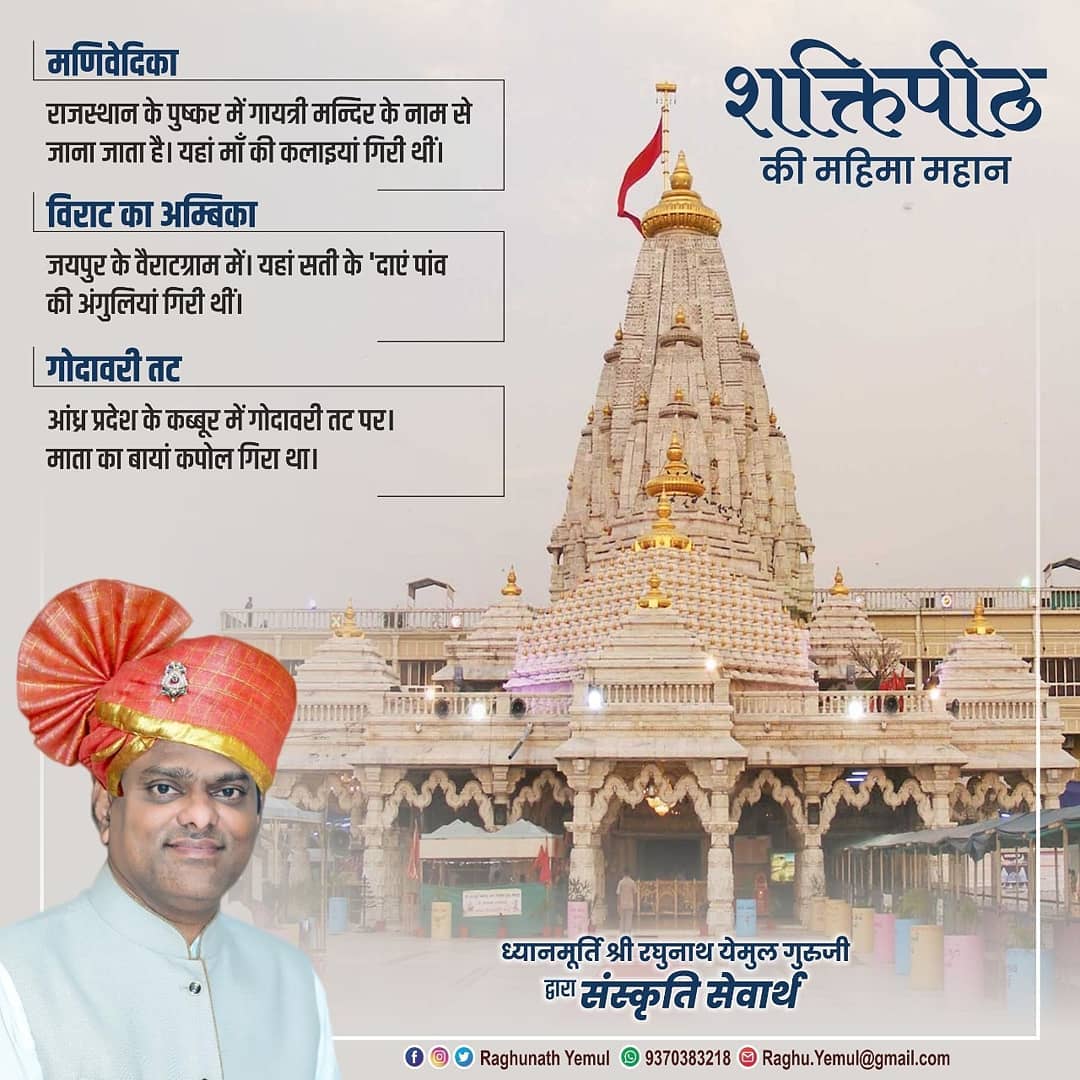 मणिवेदिका
राजस्थान के पुष्कर में गायत्री मन्दिर के नाम से
जाना जाता है। यहां माँ की कलाइयां गिरी थीं।
विराट का अम्बिका
जयपुर के वैराटग्राम में। यहां सती के 'दाएं पांव
की अंगुलियां गिरी थीं।
गोदावरी तट
आंध्र प्रदेश के कब्बूर में गोदावरी तट पर।
माता का बायां कपोल गिरा था।
शक्तिपीठ
की महिमा महान
ध्यानमूर्ति श्री रघुनाथ येमुल गुरुजी
द्वारा संस्कृति सेवार्थ
Raghunath Yemul 9370383218 Raghu.Yemul@gmail.com